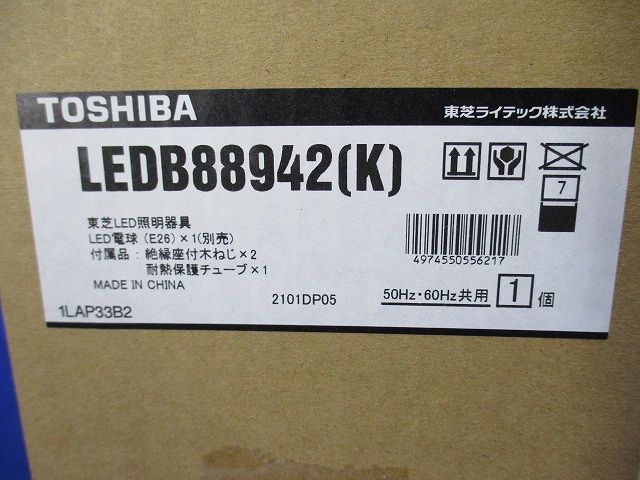 TOSHIBA
東芝ライテック株式会社
LEDB88942(K)
7
東芝LED照明器具
LED電球(E26)×1(別売)
付属品：絶縁座付木ねじ×2
耐熱保護チューブ×1
MADE IN CHINA
4974550556217
2101DP05
50Hz・60Hz共用 1個
1LAP33B2